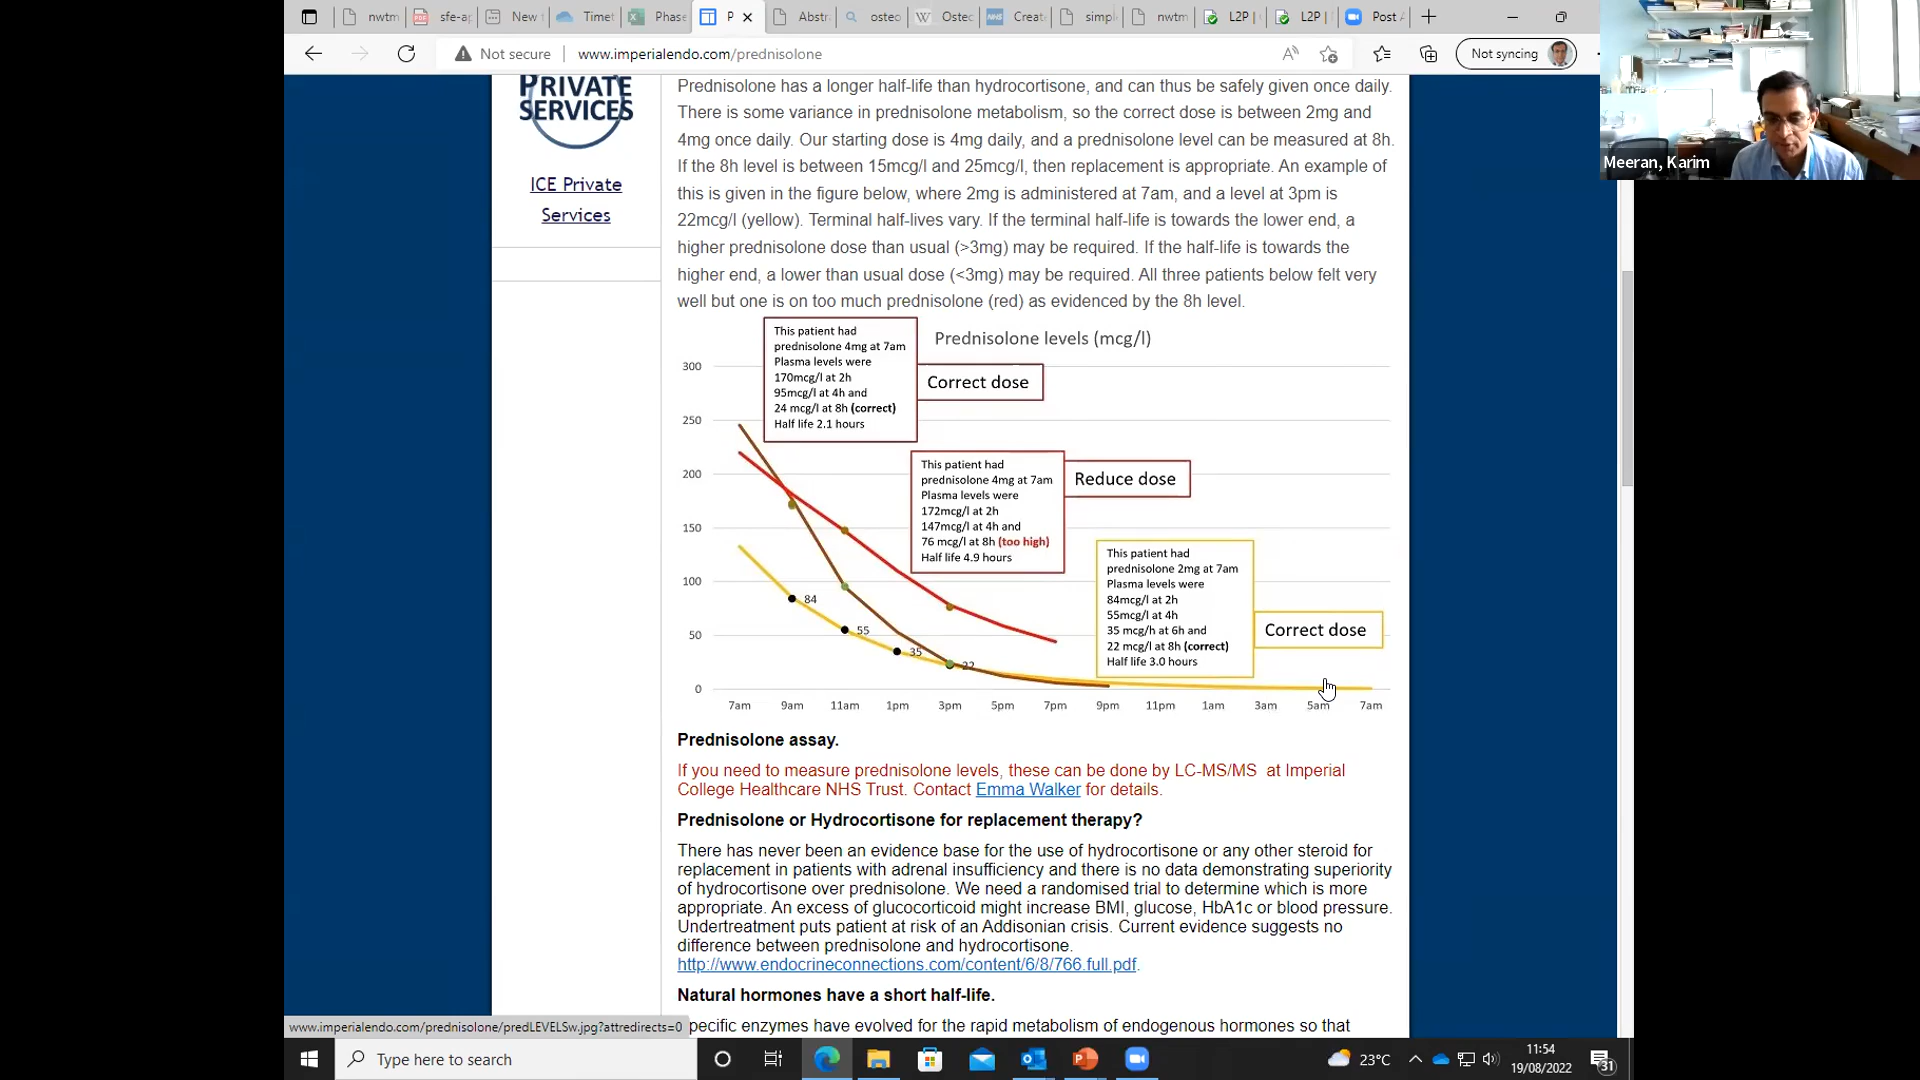 nwtm
sfe-a
New
Timet
Phase
P
Abstr
osteo
Osteo
Creat
simpl
nwtm
L2P |
L2P |
Post
Not secure
www.imperialendo.com/prednisolone
Not syncing
Meeran, Karim
PRIVATE
SERVICES
ICE Private
Services
Prednisolone has a longer half-life than hydrocortisone, and can thus be safely given once daily.
There is some variance in prednisolone metabolism, so the correct dose is between 2mg and
4mg once daily. Our starting dose is 4mg daily, and a prednisolone level can be measured at 8h.
If the 8h level is between 15mcg/l and 25mcg/l, then replacement is appropriate. An example of
this is given in the figure below, where 2mg is administered at 7am, and a level at 3pm is
22mcg/l (yellow). Terminal half-lives vary. If the terminal half-life is towards the lower end, a
higher prednisolone dose than usual (>3mg) may be required. If the half-life is towards the
higher end, a lower than usual dose (<3mg) may be required. All three patients below felt very
well but one is on too much prednisolone (red) as evidenced by the 8h level.
Prednisolone levels (mcg/l)
This patient had
prednisolone 4mg at 7am
Plasma levels were
170mcg/l at 2h
95mcg/l at 4h and
24 mcg/l at 8h (correct)
Half life 2.1 hours
Correct dose
This patient had
prednisolone 4mg at 7am
Plasma levels were
172mcg/l at 2h
147mcg/l at 4h and
76 mcg/l at 8h (too high)
Half life 4.9 hours
Reduce dose
This patient had
prednisolone 2mg at 7am
Plasma levels were
84mcg/l at 2h
55mcg/l at 4h
35 mcg/h at 6h and
22 mcg/l at 8h (correct)
Half life 3.0 hours
Correct dose
300
250
200
150
100
50
0
84
55
35
22
7am 9am 11am 1pm 3pm 5pm 7pm 9pm 11pm 1am 3am 5am 7am
Prednisolone assay.
If you need to measure prednisolone levels, these can be done by LC-MS/MS at Imperial
College Healthcare NHS Trust. Contact Emma Walker for details.
Prednisolone or Hydrocortisone for replacement therapy?
There has never been an evidence base for the use of hydrocortisone or any other steroid for
replacement in patients with adrenal insufficiency and there is no data demonstrating superiority
of hydrocortisone over prednisolone. We need a randomised trial to determine which is more
appropriate. An excess of glucocorticoid might increase BMI, glucose, HbA1c or blood pressure.
Undertreatment puts patient at risk of an Addisonian crisis. Current evidence suggests no
difference between prednisolone and hydrocortisone.
http://www.endocrineconnections.com/content/6/8/766.full.pdf.
Natural hormones have a short half-life.
pecific enzymes have evolved for the rapid metabolism of endogenous hormones so that
www.imperialendo.com/prednisolone/predLEVELSw.jpg?attredirects=0
Type here to search
23°C
11:54
19/08/2022
31